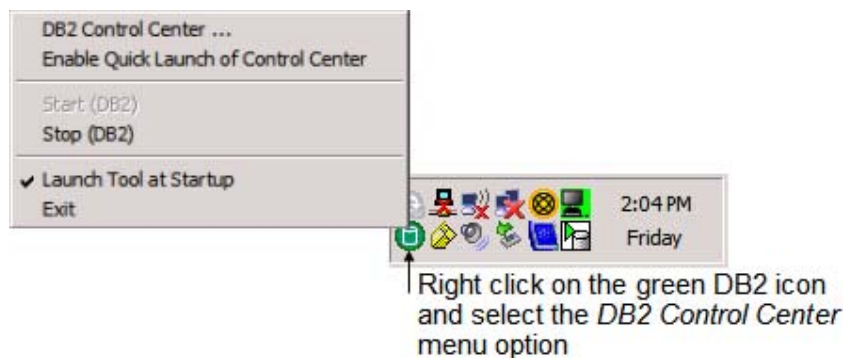 DB2 Control Center ...
Enable Quick Launch of Control Center
Start (DB2)
Stop (DB2)
Launch Tool at Startup
Exit
2:04 PM
Friday
Right click on the green DB2 icon
and select the DB2 Control Center
menu option